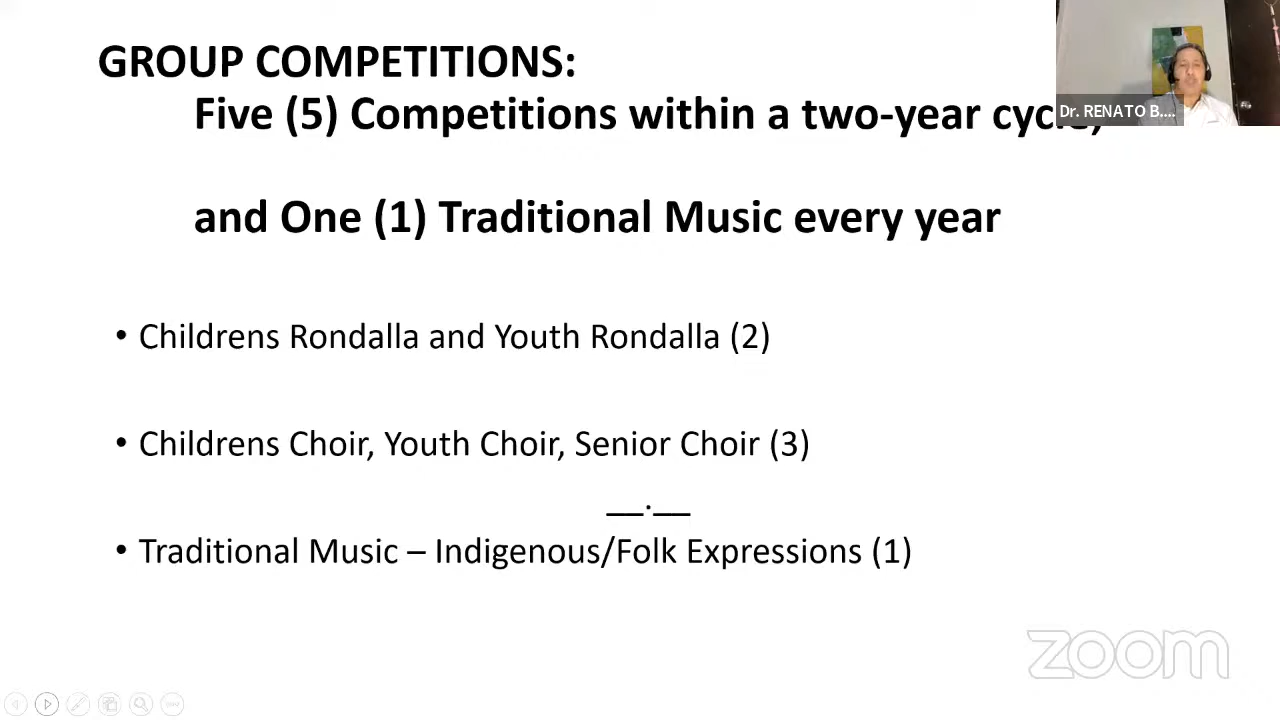 GROUP COMPETITIONS:
Five (5) Competitions within a two-year cycle,
and One (1) Traditional Music every year
• Childrens Rondalla and Youth Rondalla (2)
• Childrens Choir, Youth Choir, Senior Choir (3)
__.__
• Traditional Music – Indigenous/Folk Expressions (1)
Dr. RENATO B....
zoom